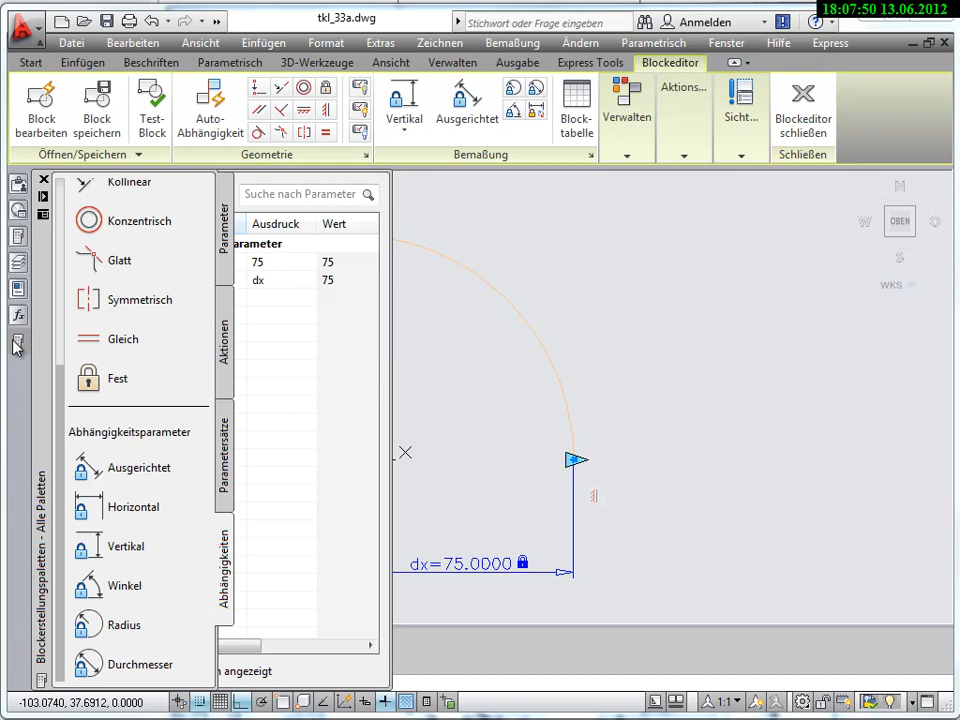 18:07:50 13.06.2012
tkl_33a.dwg
Stichwort oder Frage eingeben
Anmelden
Datei Bearbeiten Ansicht Einfügen Format Extras Zeichnen Bemaßung Ändern Parametrisch Fenster Hilfe Express
Start Einfügen Beschriften Parametrisch 3D-Werkzeuge Ansicht Verwalten Ausgabe Express Tools Blockeditor
Block bearbeiten
Block speichern
Test-Block
Auto-Abhängigkeit
Vertikal
Ausgerichtet
Block-tabelle
Verwalten
Aktions...
Sicht...
Blockeditor schließen
Öffnen/Speichern
Geometrie
Bemaßung
Schließen
Kollinear
Konzentrisch
Glatt
Symmetrisch
Gleich
Fest
Abhängigkeitsparameter
Ausgerichtet
Horizontal
Vertikal
Winkel
Radius
Durchmesser
Blockerstellungspaletten - Alle Paletten
Parameter
Aktionen
Parametersätze
Abhängigkeiten
Suche nach Parameter
Ausdruck Wert
arameter
75 75
dx 75
n angezeigt
dx=75.0000
N
W OBEN O
S
WKS
-103.0740, 37.6912, 0.0000
1:1